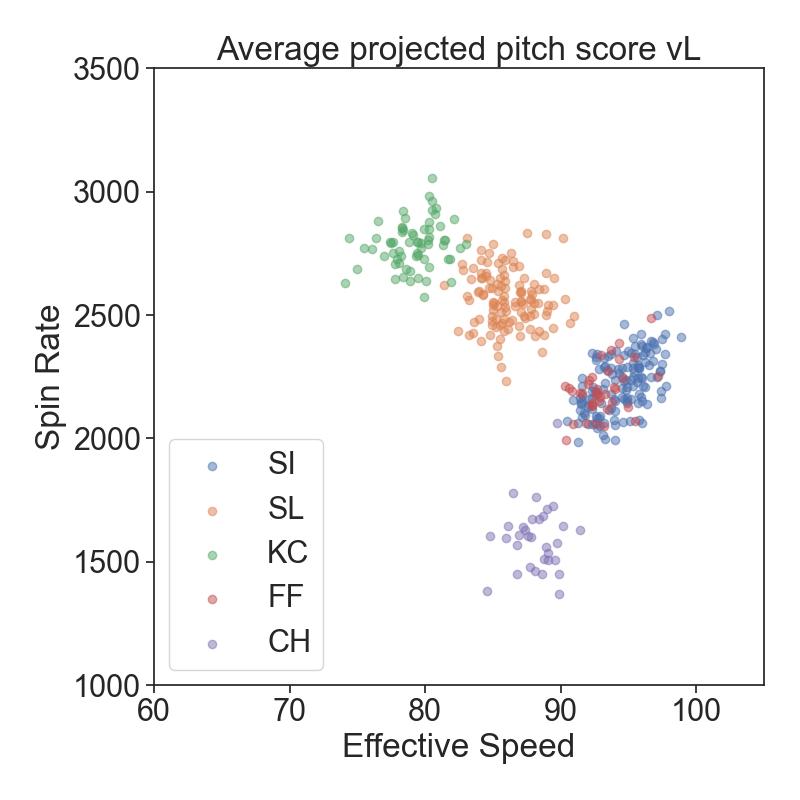 Average projected pitch score vL
3500
3000
2500
2000
1500
1000
Spin Rate
SI
SL
KC
FF
CH
60 70 80 90 100
Effective Speed